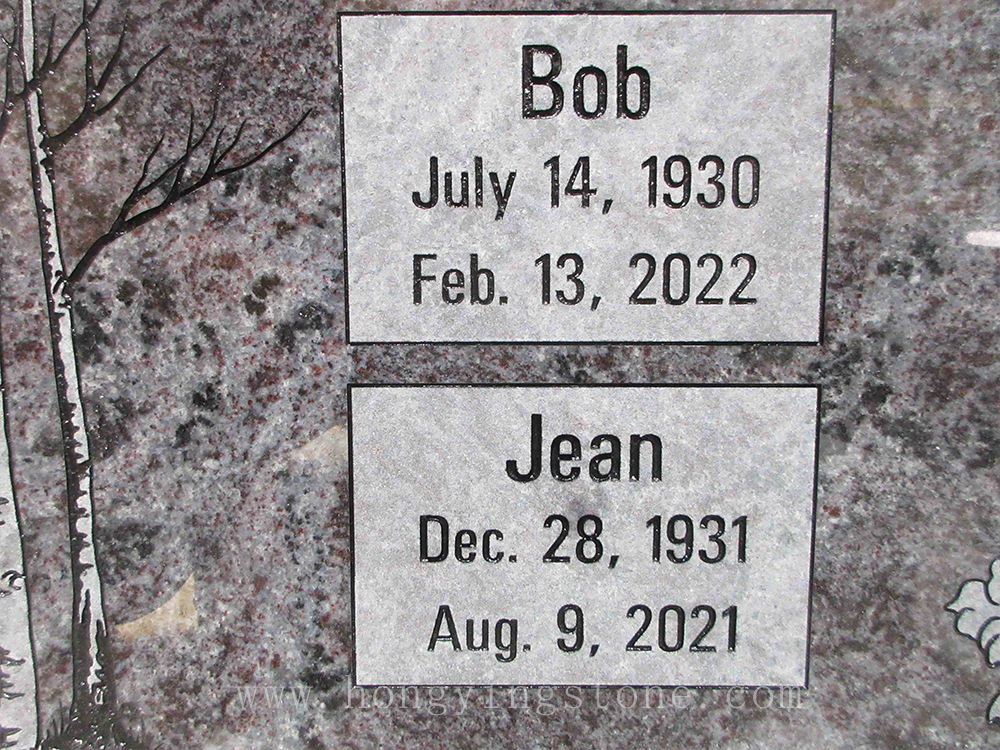 Bob
July 14, 1930
Feb. 13, 2022
Jean
Dec. 28, 1931
Aug. 9, 2021
www.hongyingstone.com